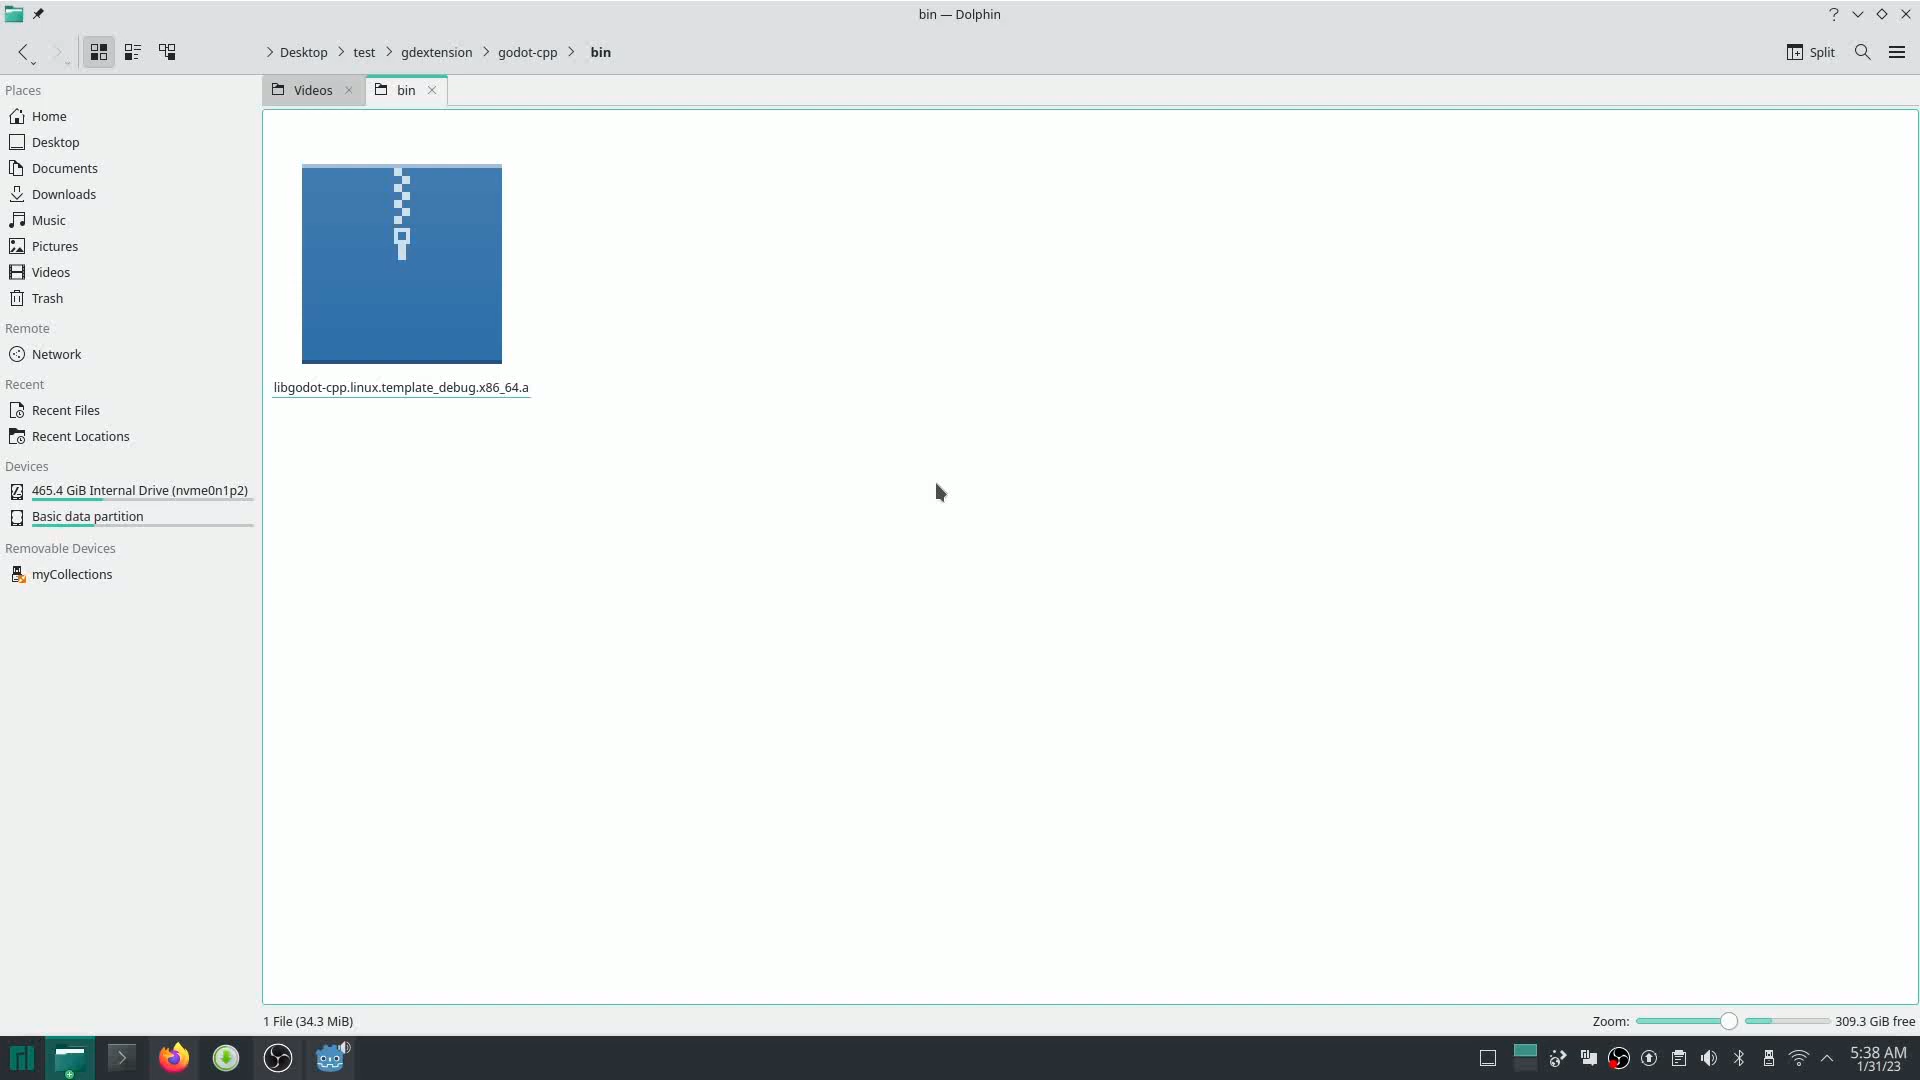 bin — Dolphin
Desktop > test > gdextension > godot-cpp > bin
Split
Places
Home
Desktop
Documents
Downloads
Music
Pictures
Videos
Trash
Remote
Network
Recent
Recent Files
Recent Locations
Devices
465.4 GiB Internal Drive (nvme0n1p2)
Basic data partition
Removable Devices
myCollections
Videos
bin
libgodot-cpp.linux.template_debug.x86_64.a
1 File (34.3 MiB)
Zoom:
309.3 GiB free
5:38 AM
1/31/23